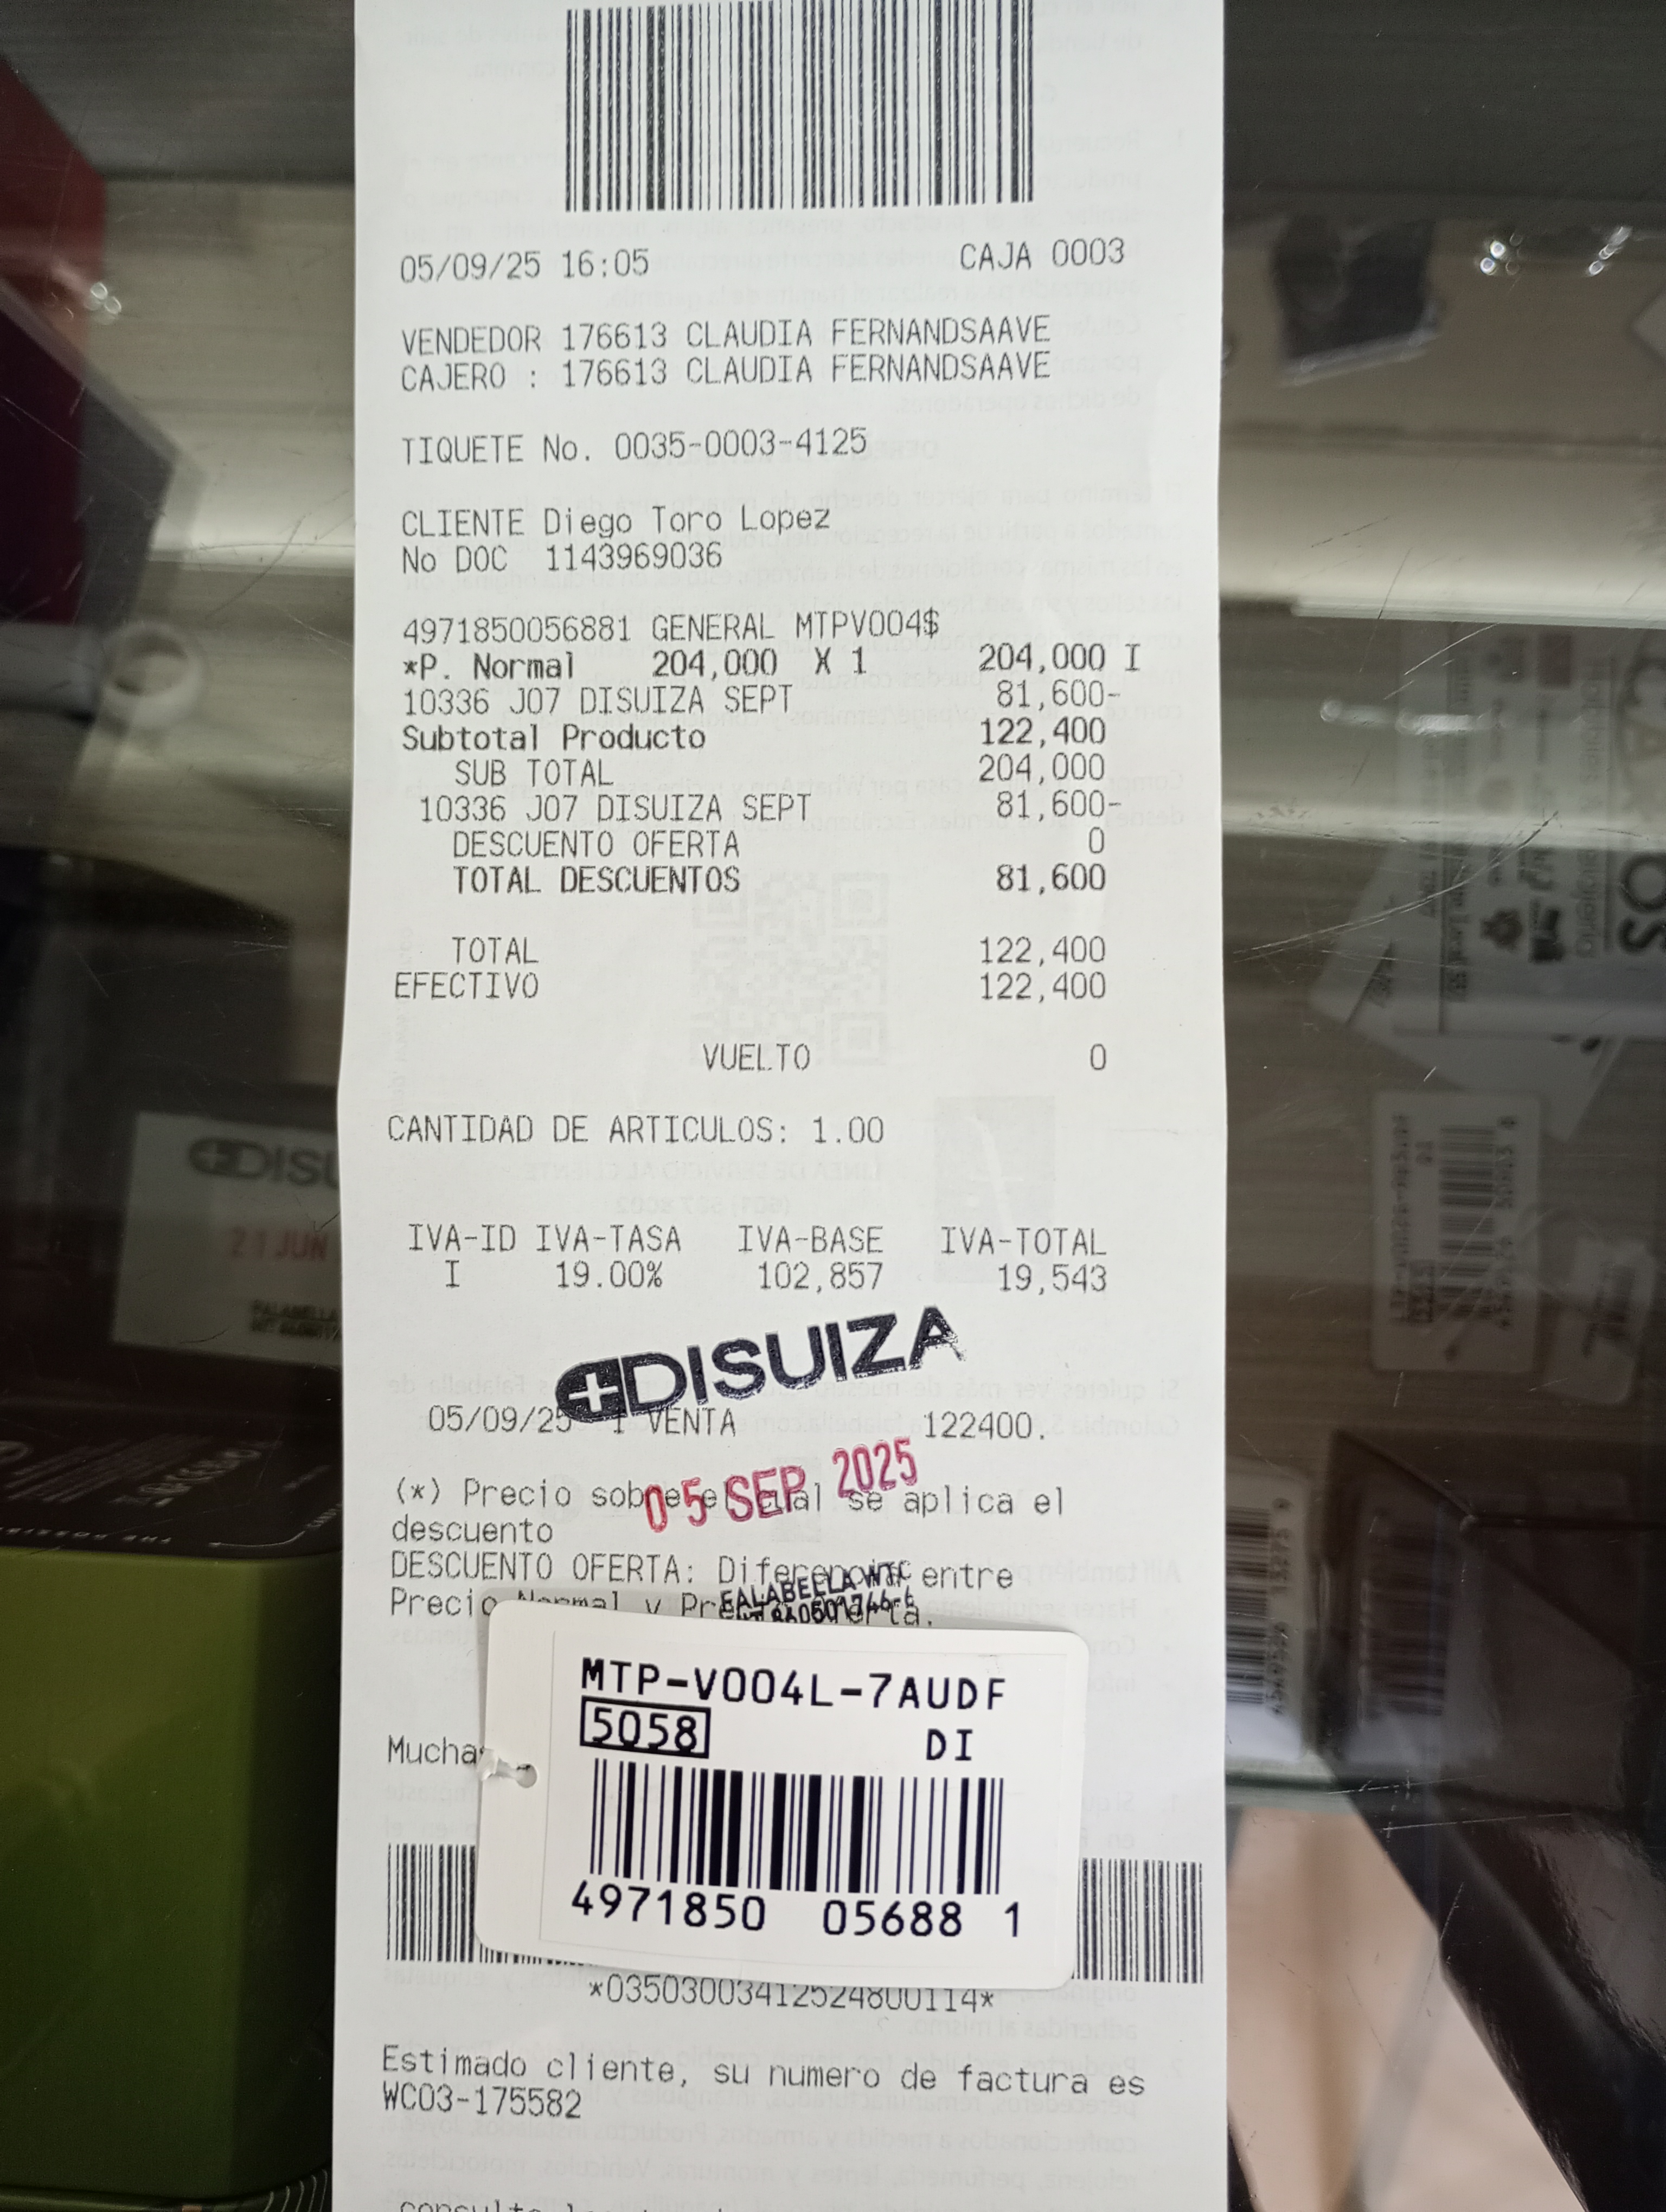 05/09/25 16:05 CAJA 0003
VENDEDOR 176613 CLAUDIA FERNANDSAAVE
CAJERO : 176613 CLAUDIA FERNANDSAAVE
TIQUETE No. 0035-0003-4125
CLIENTE Diego Toro Lopez
No DOC 1143969036
4971850056881 GENERAL MTPV004$
*P. Normal 204,000 X 1 204,000 I
10336 J07 DISUIZA SEPT 81,600-
Subtotal Producto 122,400
SUB TOTAL 204,000
10336 J07 DISUIZA SEPT 81,600-
DESCUENTO OFERTA 0
TOTAL DESCUENTOS 81,600
TOTAL 122,400
EFECTIVO 122,400
VUELTO 0
CANTIDAD DE ARTICULOS: 1.00
IVA-ID IVA-TASA IVA-BASE IVA-TOTAL
I 19.00% 102,857 19,543
DISUIZA
05/09/25 1 VENTA 122400.
05 SEP 2025
(*) Precio sobre el cual se aplica el
descuento
DESCUENTO OFERTA: Diferencia entre
FALABELLA WTC
Precio Normal y
MTP-V004L-7AUDF
5058 DI
4971850 05688 1
*03503003412524800114*
Estimado cliente, su numero de factura es
WC03-175582
DISU
21 JUN
FALABELLA